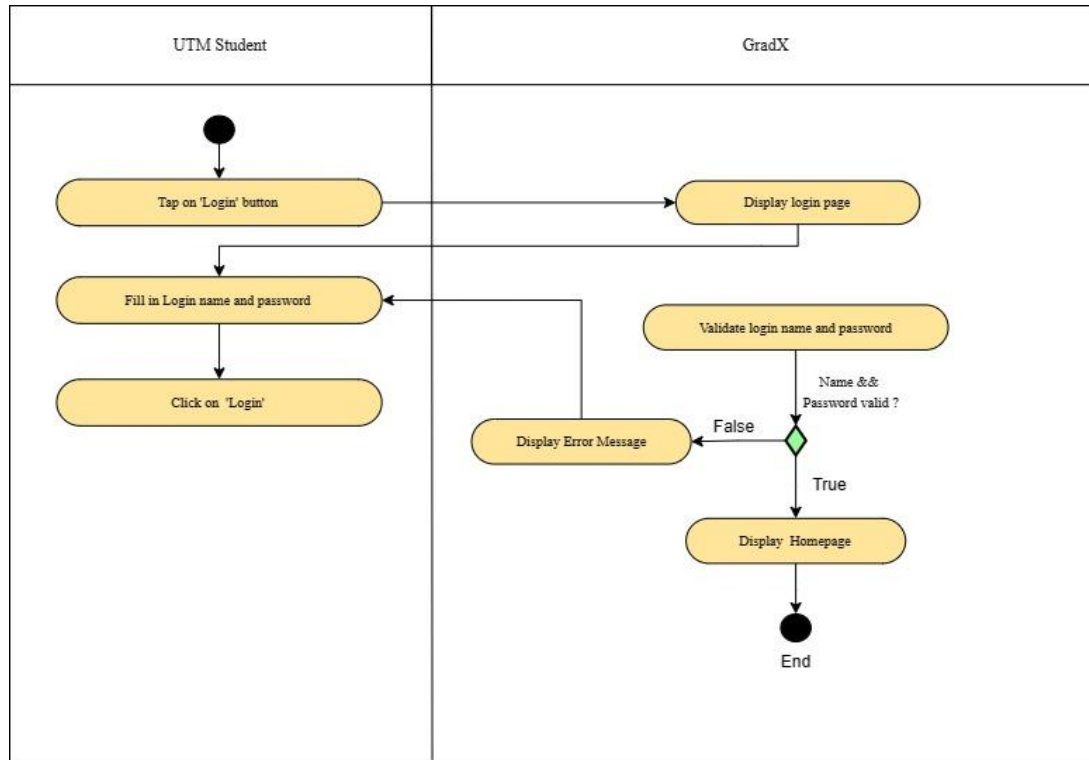 UTM Student
GradX
Tap on 'Login' button
Display login page
Fill in Login name and password
Validate login name and password
Click on 'Login'
Name &&
Password valid ?
False
Display Error Message
True
Display Homepage
End